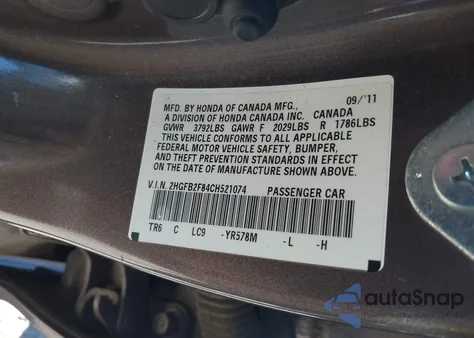 MFD. BY HONDA OF CANADA MFG., 09/'11
A DIVISION OF HONDA CANADA INC. CANADA
GVWR 3792LBS GAWR F 2029LBS R 1786LBS
THIS VEHICLE CONFORMS TO ALL APPLICABLE
FEDERAL MOTOR VEHICLE SAFETY, BUMPER,
AND THEFT PREVENTION STANDARDS IN EFFECT
ON THE DATE OF MANUFACTURE SHOWN ABOVE.
V.I.N. 2HGFB2F84CH521074 PASSENGER CAR
TR6 C LC9 -YR578M -L -H
autoSnap